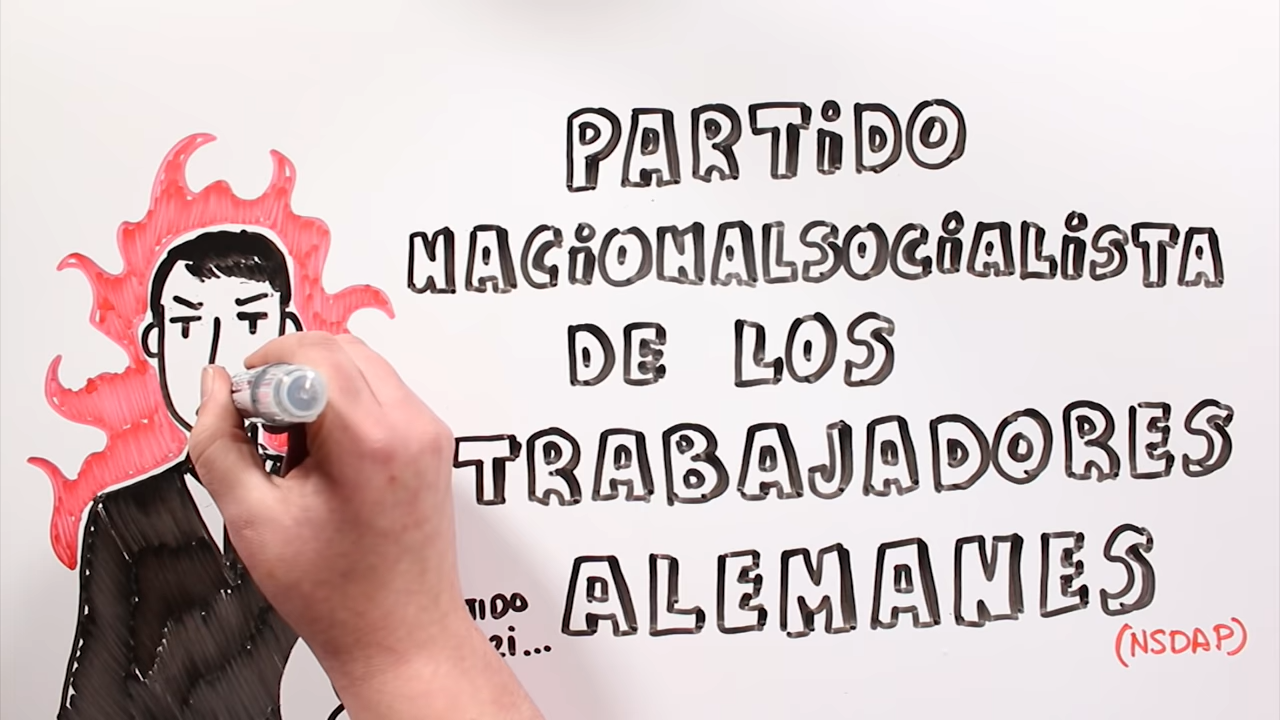 PARTiDO
NACiONALSOCiALiSTA
DE LOS
TRABAJADORES
ALEMANES
(NSDAP)